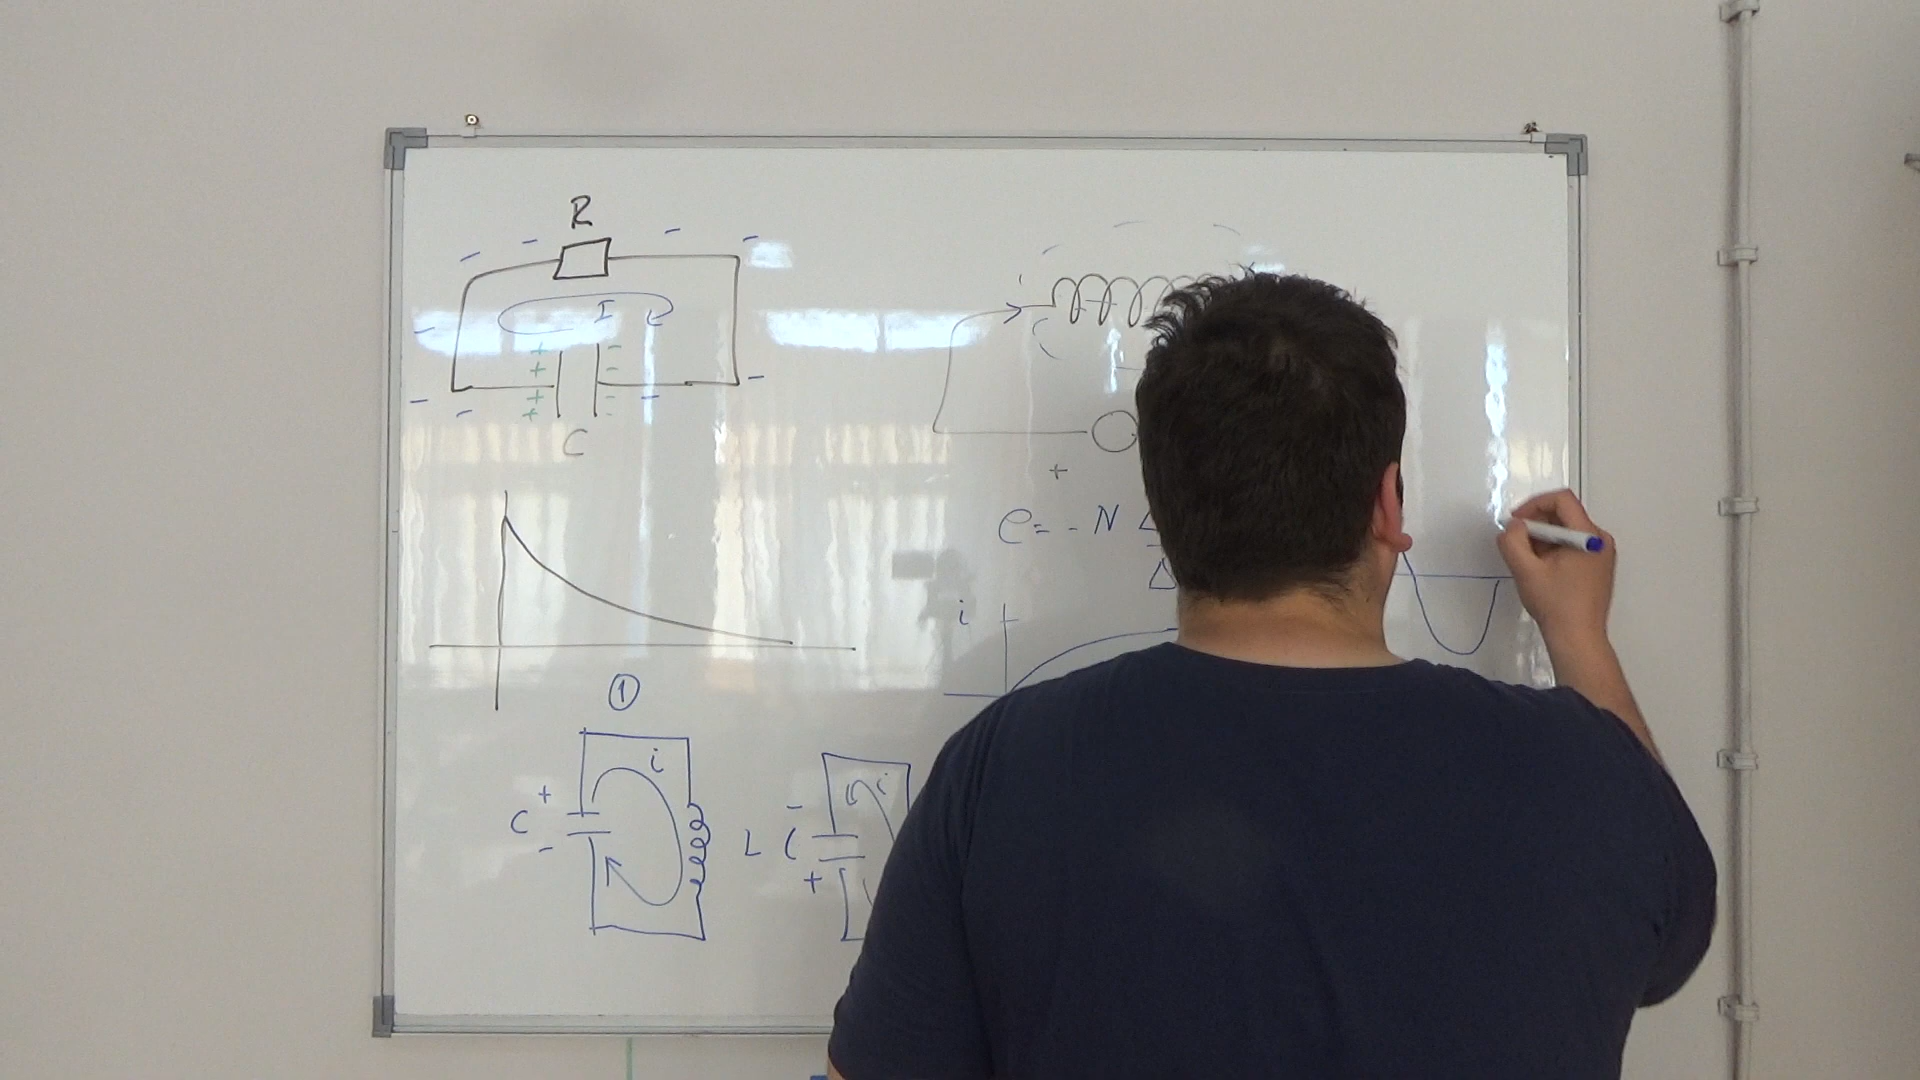 R
I
+ -
+ -
+ -
+ -
C
i
+
e = - N Δ
Δ
i
①
i
+
C
-
L
i
-
C
+